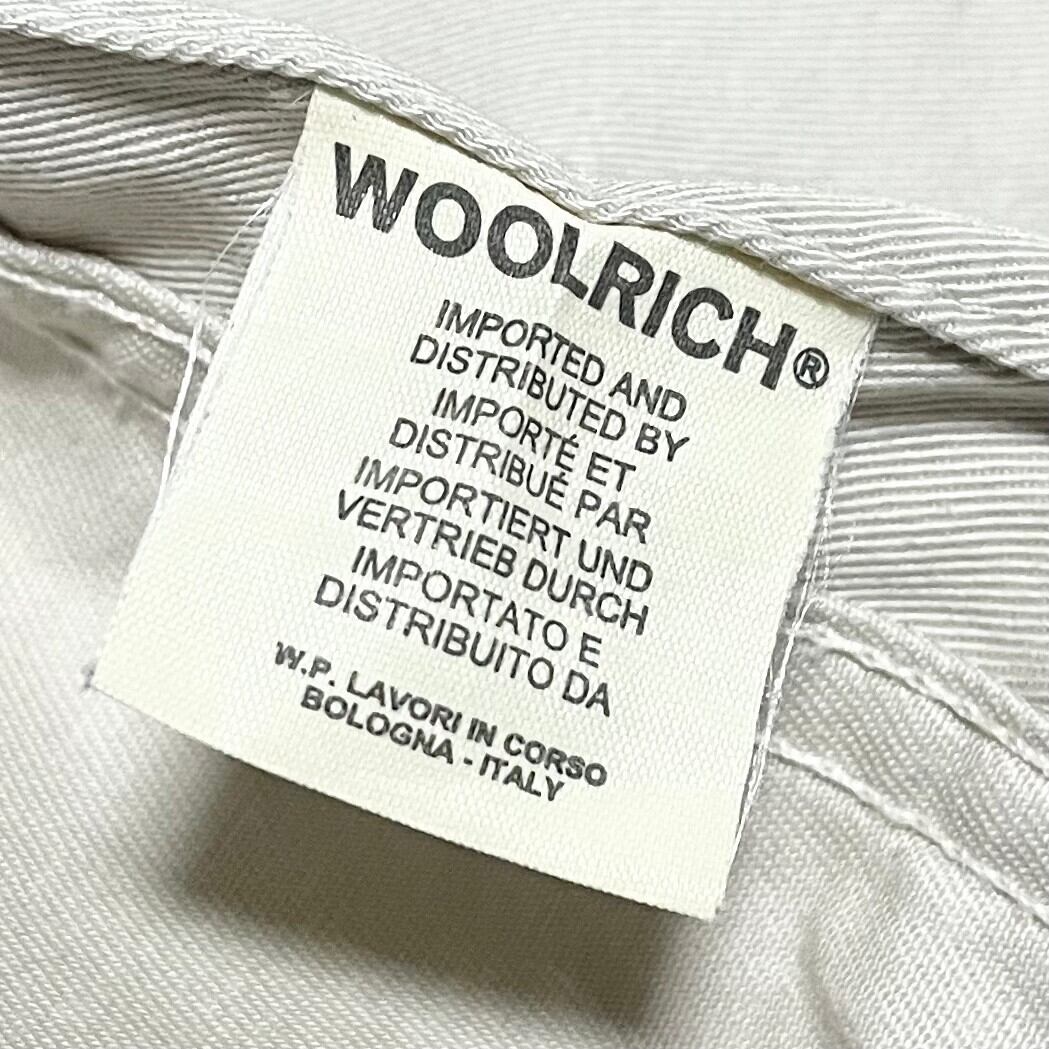 WOOLRICH®
IMPORTED AND
DISTRIBUTED BY
IMPORTÉ ET
DISTRIBUÉ PAR
IMPORTIERT UND
VERTRIEB DURCH
IMPORTATO E
DISTRIBUITO DA
W.P. LAVORI IN CORSO
BOLOGNA - ITALY